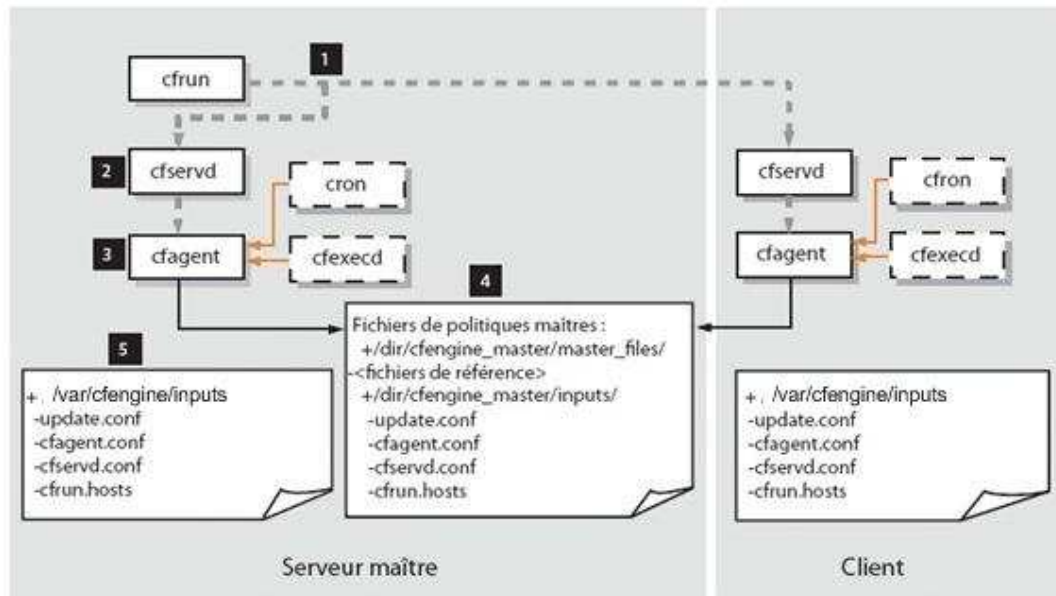 1
cfrun
2
cfservd
cron
3
cfagent
cfexecd
4
Fichiers de politiques maîtres :
+/dir/cfengine_master/master_files/
-<fichiers de référence>
+/dir/cfengine_master/inputs/
-update.conf
-cfagent.conf
-cfservd.conf
-cfrun.hosts
5
+ . /var/cfengine/inputs
-update.conf
-cfagent.conf
-cfservd.conf
-cfrun.hosts
Serveur maître
cfservd
cfron
cfagent
cfexecd
+ . /var/cfengine/inputs
-update.conf
-cfagent.conf
-cfservd.conf
-cfrun.hosts
Client